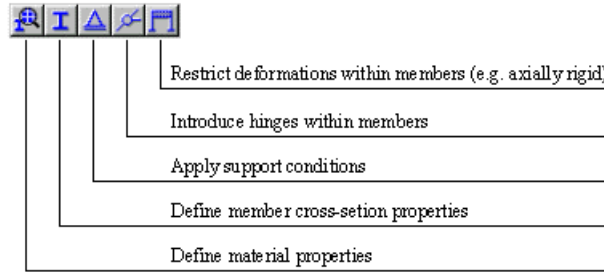 Restrict deformations within members (e.g. axially rigid)
Introduce hinges within members
Apply support conditions
Define member cross-setion properties
Define material properties